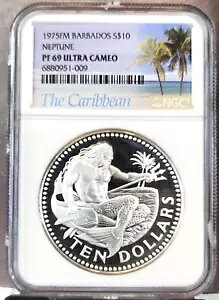 1975FM BARBADOS S$10
NEPTUNE
PF 69 ULTRA CAMEO
6880951-009
The Caribbean
NGC
TEN DOLLARS